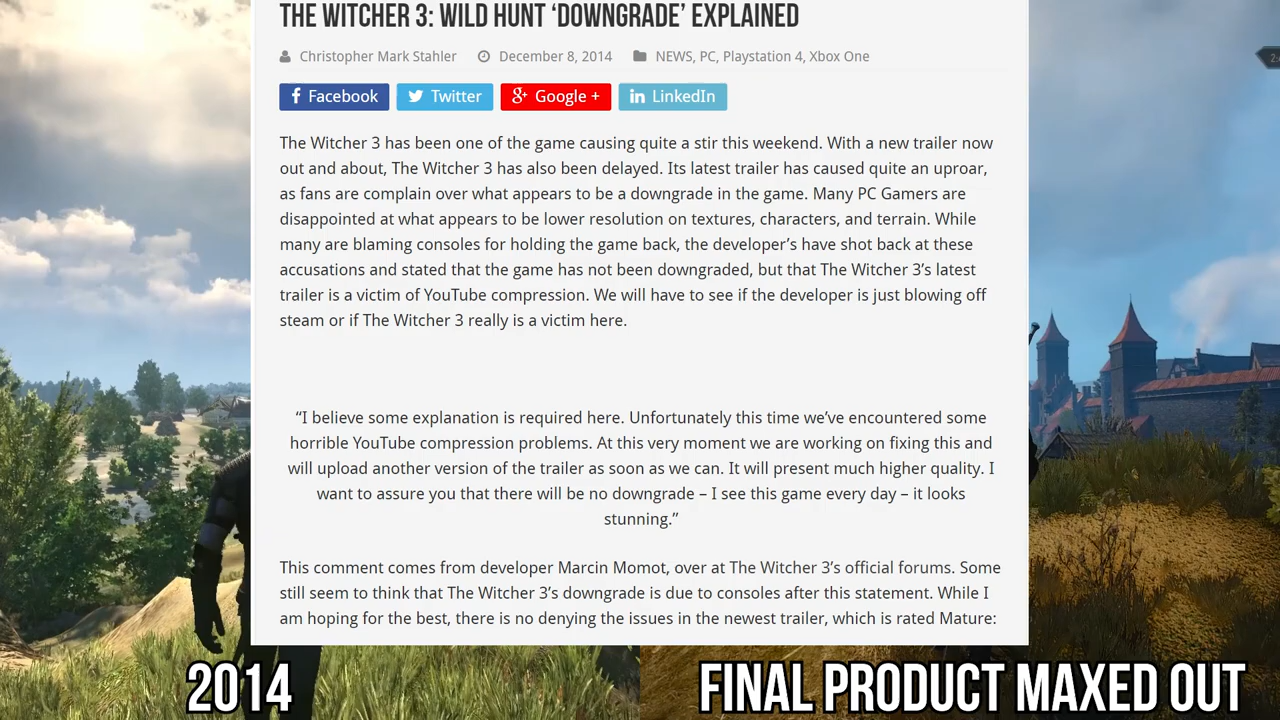 THE WITCHER 3: WILD HUNT ‘DOWNGRADE’ EXPLAINED
Christopher Mark Stahler December 8, 2014 NEWS, PC, Playstation 4, Xbox One
Facebook Twitter Google + LinkedIn
The Witcher 3 has been one of the game causing quite a stir this weekend. With a new trailer now
out and about, The Witcher 3 has also been delayed. Its latest trailer has caused quite an uproar,
as fans are complain over what appears to be a downgrade in the game. Many PC Gamers are
disappointed at what appears to be lower resolution on textures, characters, and terrain. While
many are blaming consoles for holding the game back, the developer’s have shot back at these
accusations and stated that the game has not been downgraded, but that The Witcher 3’s latest
trailer is a victim of YouTube compression. We will have to see if the developer is just blowing off
steam or if The Witcher 3 really is a victim here.
“I believe some explanation is required here. Unfortunately this time we’ve encountered some
horrible YouTube compression problems. At this very moment we are working on fixing this and
will upload another version of the trailer as soon as we can. It will present much higher quality. I
want to assure you that there will be no downgrade – I see this game every day – it looks
stunning.”
This comment comes from developer Marcin Momot, over at The Witcher 3’s official forums. Some
still seem to think that The Witcher 3’s downgrade is due to consoles after this statement. While I
am hoping for the best, there is no denying the issues in the newest trailer, which is rated Mature:
2014
FINAL PRODUCT MAXED OUT